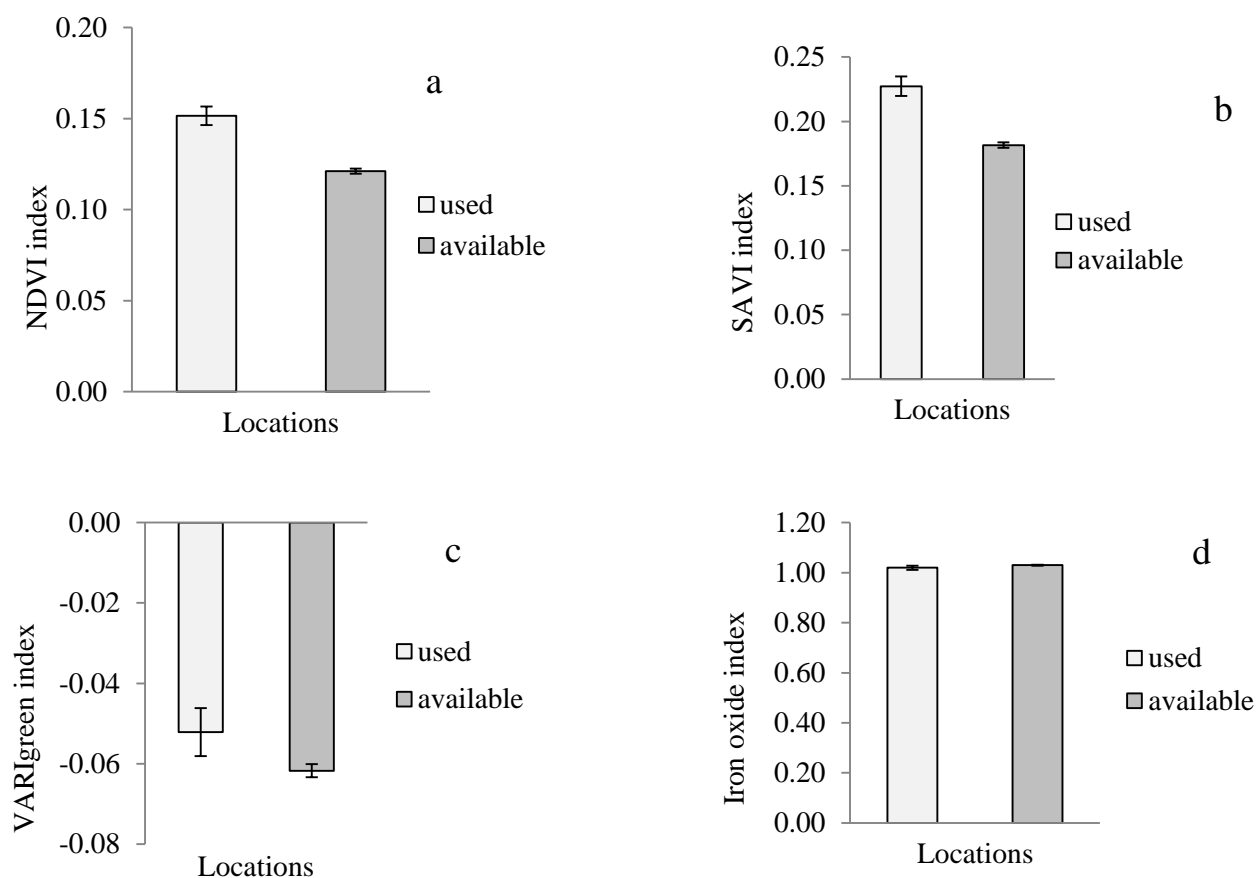 0.20
0.15
0.10
0.05
0.00
NDVI index
Locations
a
used
available
0.25
0.20
0.15
0.10
0.05
0.00
SAVI index
Locations
b
used
available
0.00
-0.02
-0.04
-0.06
-0.08
VARIgreen index
Locations
c
used
available
1.20
1.00
0.80
0.60
0.40
0.20
0.00
Iron oxide index
Locations
d
used
available